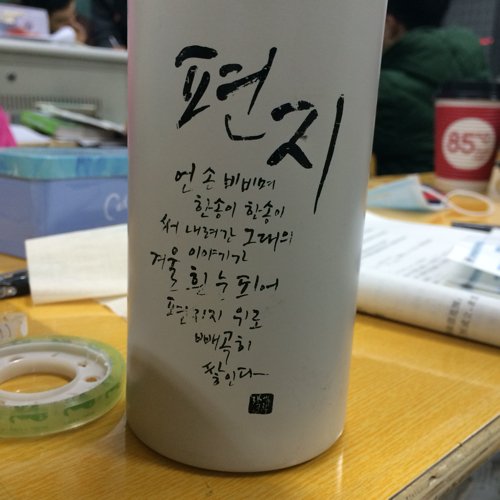 편지
언 손 비비며
한송이 한송이
써 내려간 그대의
겨울 이야기가
흰 눈 되어
편지지 위로
빼곡히
쌓인다
85℃